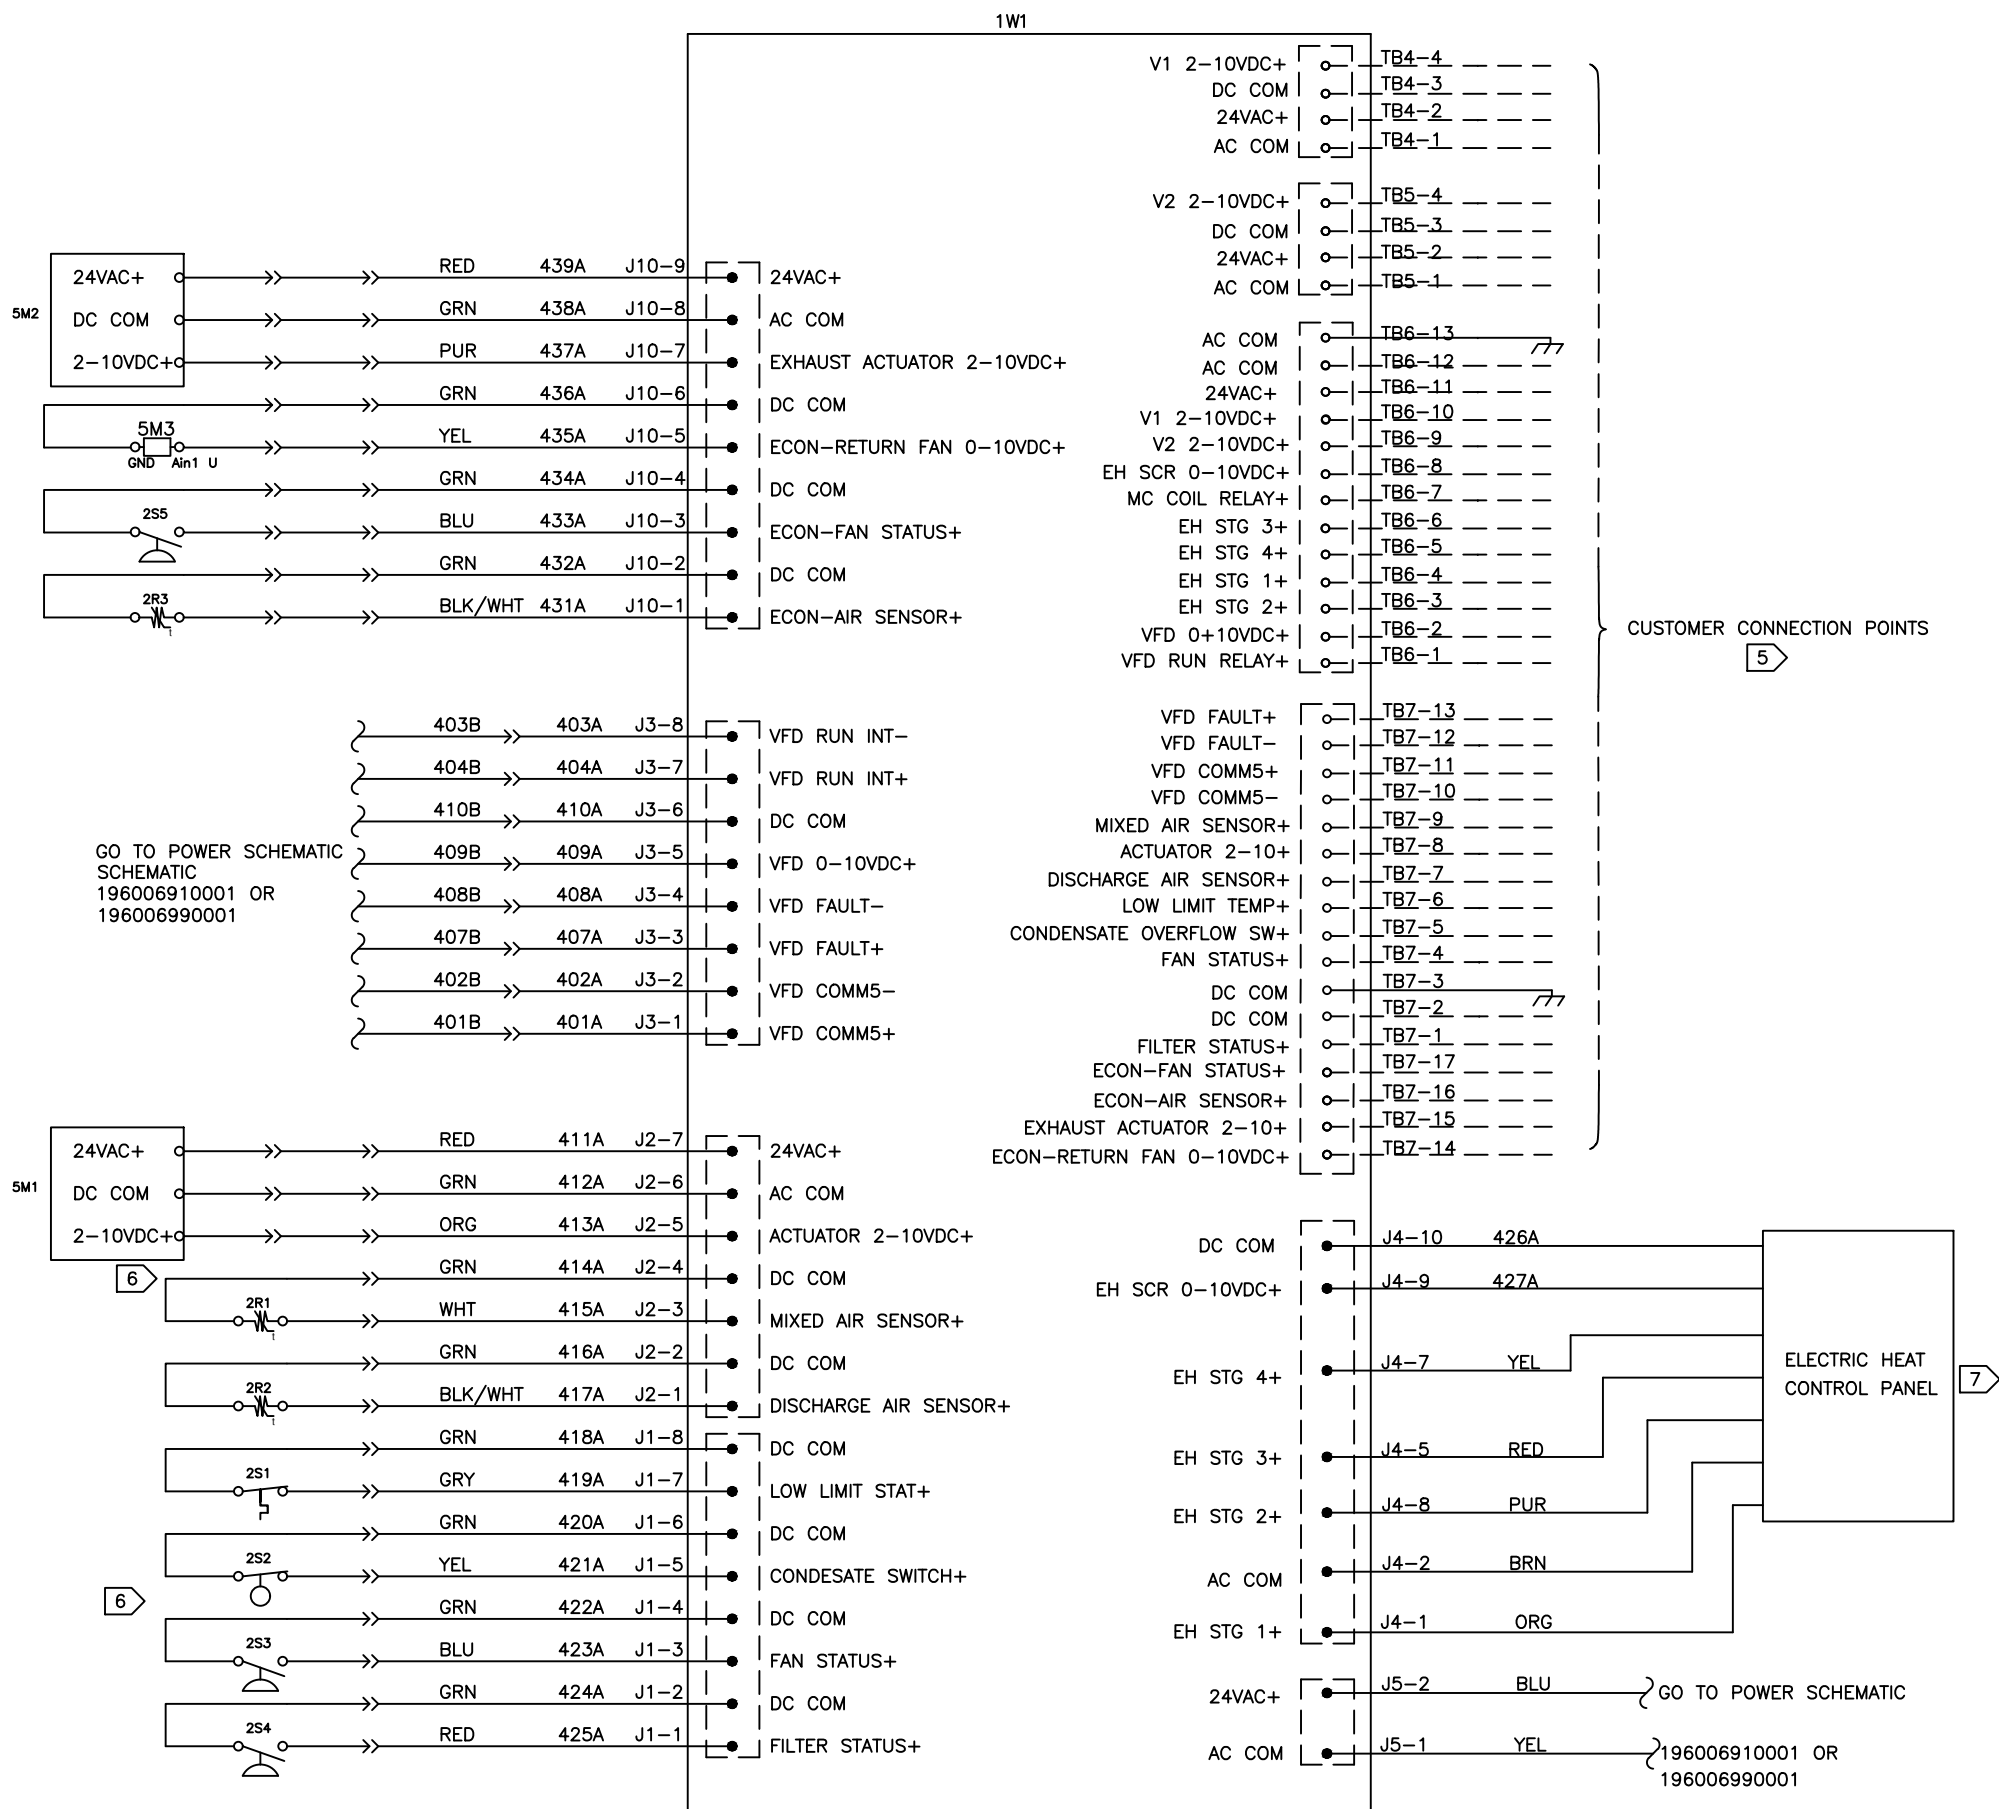 1W1
V1 2-10VDC+ TB4-4
DC COM TB4-3
24VAC+ TB4-2
AC COM TB4-1
V2 2-10VDC+ TB5-4
DC COM TB5-3
24VAC+ TB5-2
AC COM TB5-1
AC COM TB6-13
AC COM TB6-12
24VAC+ TB6-11
V1 2-10VDC+ TB6-10
V2 2-10VDC+ TB6-9
EH SCR 0-10VDC+ TB6-8
MC COIL RELAY+ TB6-7
EH STG 3+ TB6-6
EH STG 4+ TB6-5
EH STG 1+ TB6-4
EH STG 2+ TB6-3
VFD 0+10VDC+ TB6-2
VFD RUN RELAY+ TB6-1
CUSTOMER CONNECTION POINTS
5
VFD FAULT+ TB7-13
VFD FAULT- TB7-12
VFD COMM5+ TB7-11
VFD COMM5- TB7-10
MIXED AIR SENSOR+ TB7-9
ACTUATOR 2-10+ TB7-8
DISCHARGE AIR SENSOR+ TB7-7
LOW LIMIT TEMP+ TB7-6
CONDENSATE OVERFLOW SW+ TB7-5
FAN STATUS+ TB7-4
DC COM TB7-3
DC COM TB7-2
FILTER STATUS+ TB7-1
ECON-FAN STATUS+ TB7-17
ECON-AIR SENSOR+ TB7-16
EXHAUST ACTUATOR 2-10+ TB7-15
ECON-RETURN FAN 0-10VDC+ TB7-14
5M2
24VAC+ RED 439A J10-9 24VAC+
DC COM GRN 438A J10-8 AC COM
2-10VDC+ PUR 437A J10-7 EXHAUST ACTUATOR 2-10VDC+
GRN 436A J10-6 DC COM
5M3
GND Ain1 U
YEL 435A J10-5 ECON-RETURN FAN 0-10VDC+
GRN 434A J10-4 DC COM
2S5
BLU 433A J10-3 ECON-FAN STATUS+
GRN 432A J10-2 DC COM
2R3
t
BLK/WHT 431A J10-1 ECON-AIR SENSOR+
403B 403A J3-8 VFD RUN INT-
404B 404A J3-7 VFD RUN INT+
410B 410A J3-6 DC COM
409B 409A J3-5 VFD 0-10VDC+
408B 408A J3-4 VFD FAULT-
407B 407A J3-3 VFD FAULT+
402B 402A J3-2 VFD COMM5-
401B 401A J3-1 VFD COMM5+
GO TO POWER SCHEMATIC
SCHEMATIC
196006910001 OR
196006990001
5M1
24VAC+ RED 411A J2-7 24VAC+
DC COM GRN 412A J2-6 AC COM
2-10VDC+ ORG 413A J2-5 ACTUATOR 2-10VDC+
6
GRN 414A J2-4 DC COM
2R1
t
WHT 415A J2-3 MIXED AIR SENSOR+
GRN 416A J2-2 DC COM
2R2
t
BLK/WHT 417A J2-1 DISCHARGE AIR SENSOR+
GRN 418A J1-8 DC COM
2S1
GRY 419A J1-7 LOW LIMIT STAT+
GRN 420A J1-6 DC COM
2S2
YEL 421A J1-5 CONDESATE SWITCH+
6
GRN 422A J1-4 DC COM
2S3
BLU 423A J1-3 FAN STATUS+
GRN 424A J1-2 DC COM
2S4
RED 425A J1-1 FILTER STATUS+
DC COM J4-10 426A
EH SCR 0-10VDC+ J4-9 427A
EH STG 4+ J4-7 YEL
EH STG 3+ J4-5 RED
EH STG 2+ J4-8 PUR
AC COM J4-2 BRN
EH STG 1+ J4-1 ORG
ELECTRIC HEAT
CONTROL PANEL
7
24VAC+ J5-2 BLU GO TO POWER SCHEMATIC
AC COM J5-1 YEL 196006910001 OR
196006990001